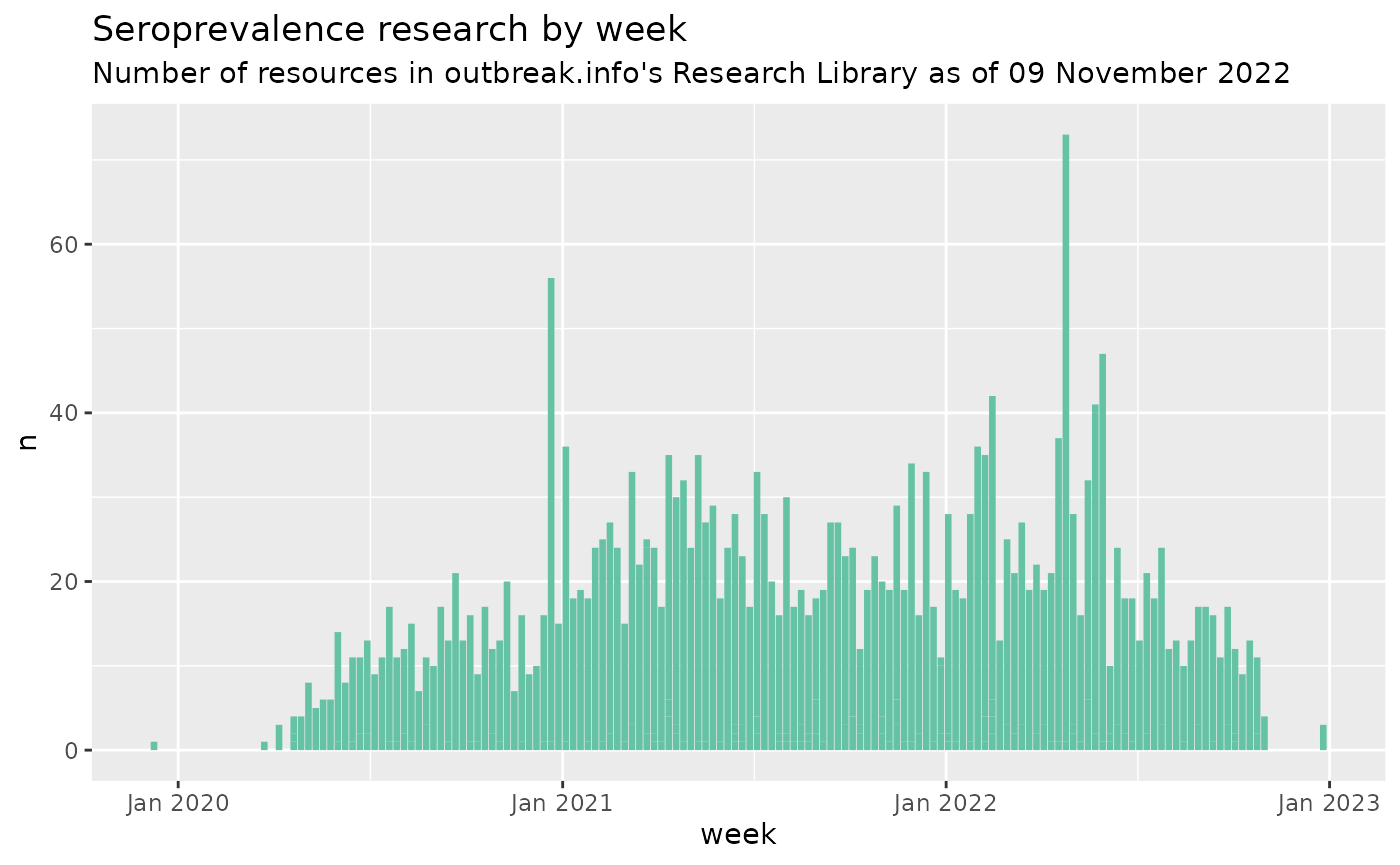 Seroprevalence research by week
Number of resources in outbreak.info's Research Library as of 09 November 2022
60
40
20
0
n
Jan 2020
Jan 2021
Jan 2022
Jan 2023
week